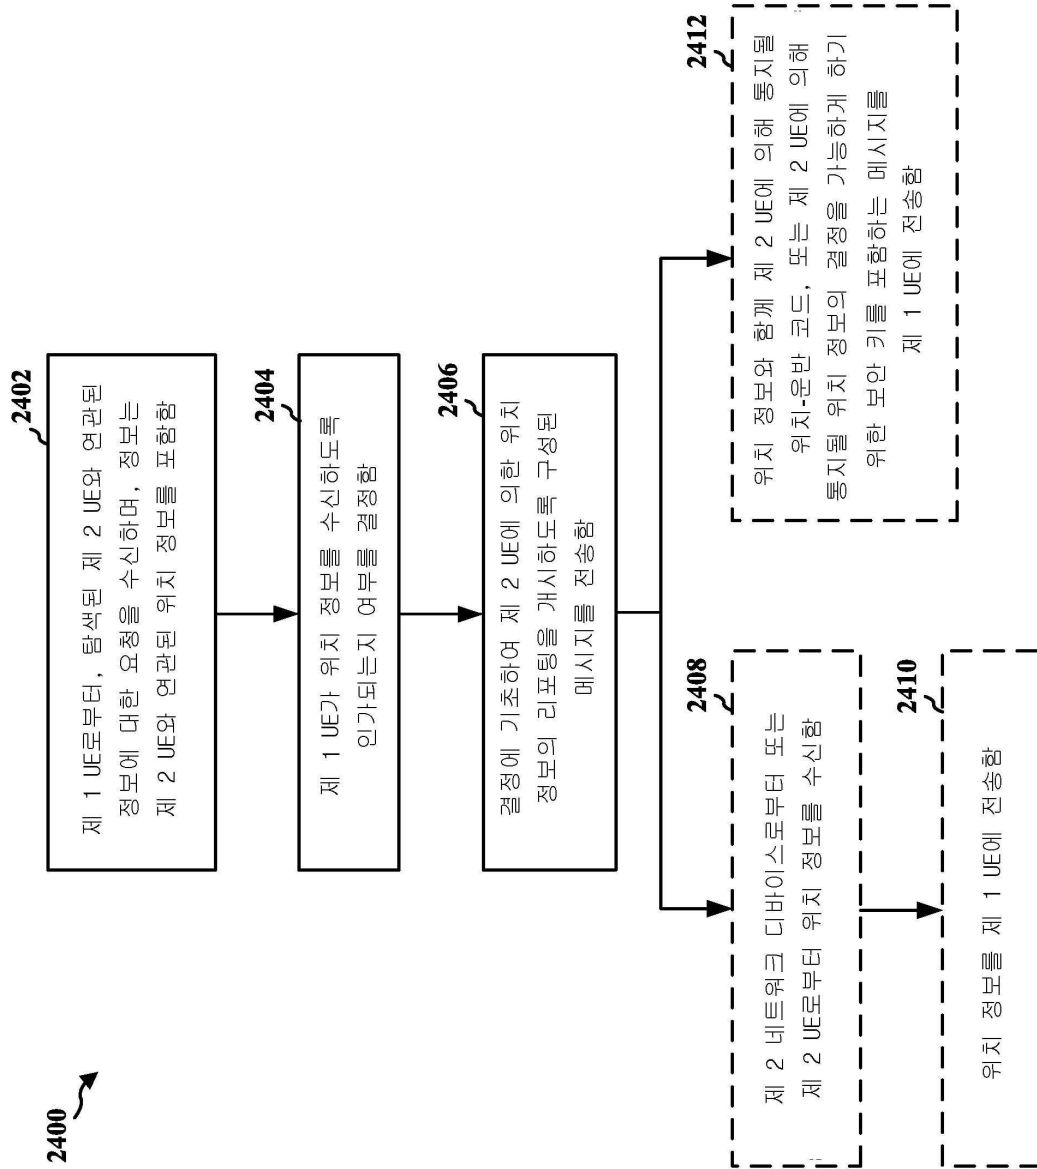 2400
2402
제 1 UE로부터, 탐색된 제 2 UE와 연관된
정보에 대한 요청을 수신하며, 정보는
제 2 UE와 연관된 위치 정보를 포함함
2404
제 1 UE가 위치 정보를 수신하도록
인가되는지 여부를 결정함
2406
결정에 기초하여 제 2 UE에 의한 위치
정보의 리포팅을 개시하도록 구성된
메시지를 전송함
2408
제 2 네트워크 디바이스로부터 또는
제 2 UE로부터 위치 정보를 수신함
2410
위치 정보를 제 1 UE에 전송함
2412
위치 정보와 함께 제 2 UE에 의해 통지될
위치-운반 코드, 또는 제 2 UE에 의해
통지될 위치 정보의 결정을 가능하게 하기
위한 보안 키를 포함하는 메시지를
제 1 UE에 전송함